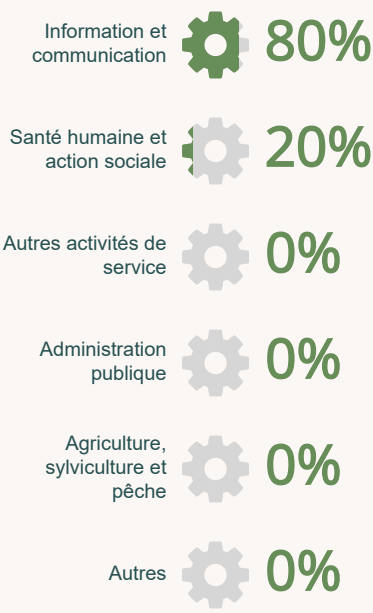 Information et
communication
80%
Santé humaine et
action sociale
20%
Autres activités de
service
0%
Administration
publique
0%
Agriculture,
sylviculture et
pêche
0%
Autres
0%